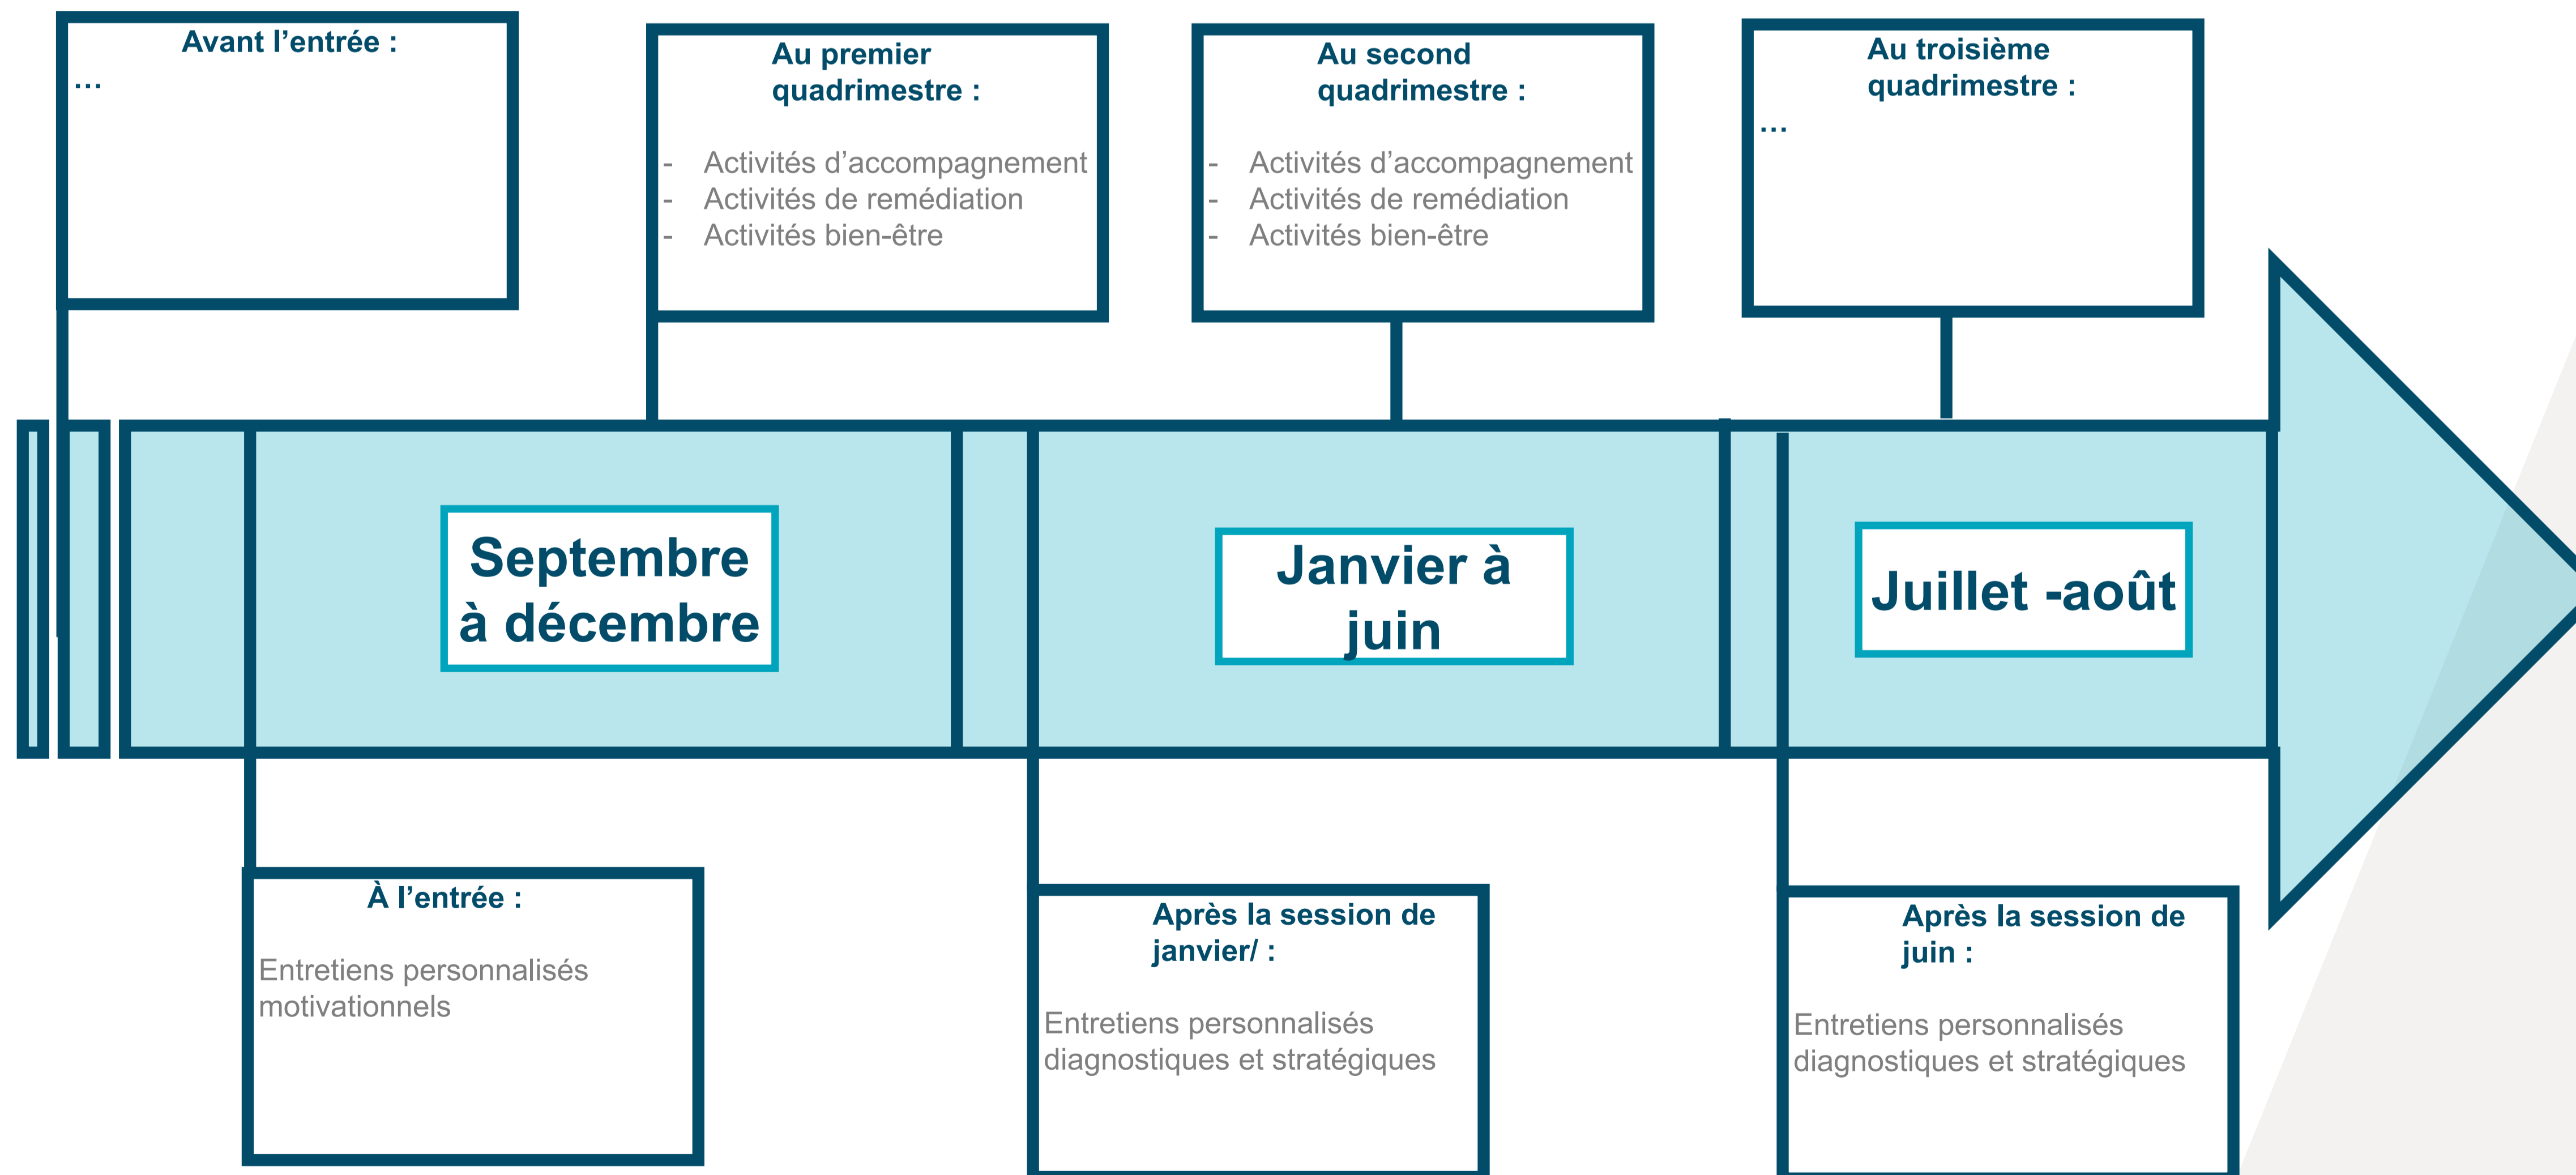 Avant l’entrée :
…
Au premier
quadrimestre :
- Activités d’accompagnement
- Activités de remédiation
- Activités bien-être
Au second
quadrimestre :
- Activités d’accompagnement
- Activités de remédiation
- Activités bien-être
Au troisième
quadrimestre :
…
Septembre
à décembre
Janvier à
juin
Juillet -août
À l’entrée :
Entretiens personnalisés
motivationnels
Après la session de
janvier/ :
Entretiens personnalisés
diagnostiques et stratégiques
Après la session de
juin :
Entretiens personnalisés
diagnostiques et stratégiques